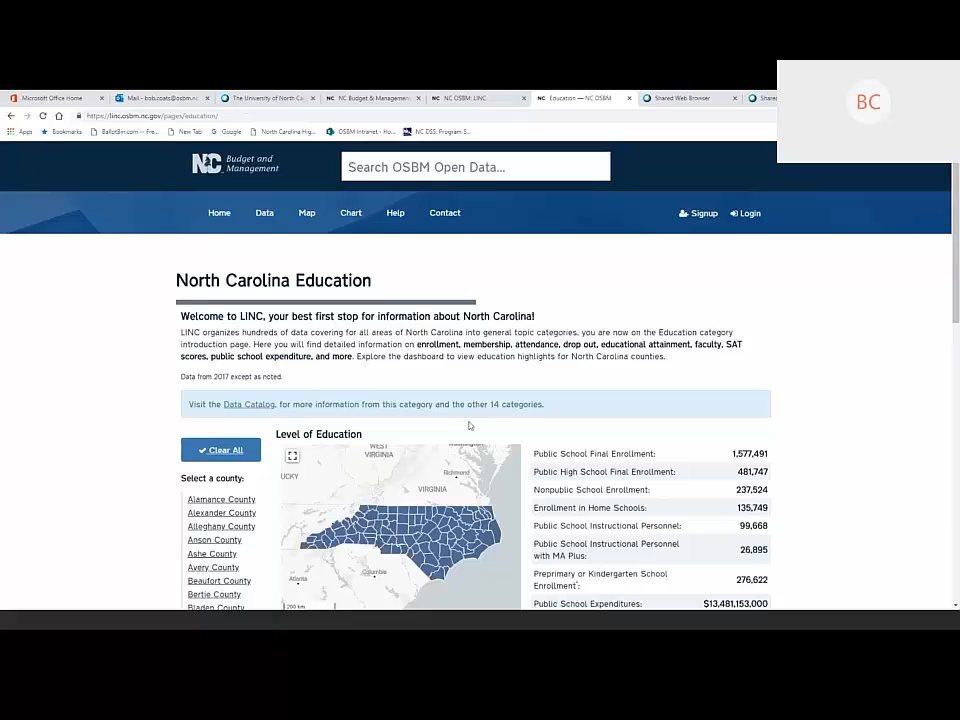 Microsoft Office Home
Mail - bob.coats@osbm.nc
The University of North Ca
NC Budget & Management
NC OSBM: LINC
Education — NC OSBM
Shared Web Browser
Shared
https://linc.osbm.nc.gov/pages/education/
Apps Bookmarks BallotBin.com -- Fre... New Tab Google North Carolina Hig... OSBM Intranet - Ho... NC DSS: Program S...
BC
NC Budget and Management
Search OSBM Open Data...
Home Data Map Chart Help Contact Signup Login
North Carolina Education
Welcome to LINC, your best first stop for information about North Carolina!
LINC organizes hundreds of data covering for all areas of North Carolina into general topic categories, you are now on the Education category
introduction page. Here you will find detailed information on enrollment, membership, attendance, drop out, educational attainment, faculty, SAT
scores, public school expenditure, and more. Explore the dashboard to view education highlights for North Carolina counties.
Data from 2017 except as noted.
Visit the Data Catalog, for more information from this category and the other 14 categories.
Clear All
Select a county:
Alamance County
Alexander County
Alleghany County
Anson County
Ashe County
Avery County
Beaufort County
Bertie County
Bladen County
Level of Education
WEST
VIRGINIA
Washington
UCKY
Richmond
VIRGINIA
Columbia
Atlanta
200 km
Public School Final Enrollment: 1,577,491
Public High School Final Enrollment: 481,747
Nonpublic School Enrollment: 237,524
Enrollment in Home Schools: 135,749
Public School Instructional Personnel: 99,668
Public School Instructional Personnel
with MA Plus: 26,895
Preprimary or Kindergarten School
Enrollment*: 276,622
Public School Expenditures: $13,481,153,000